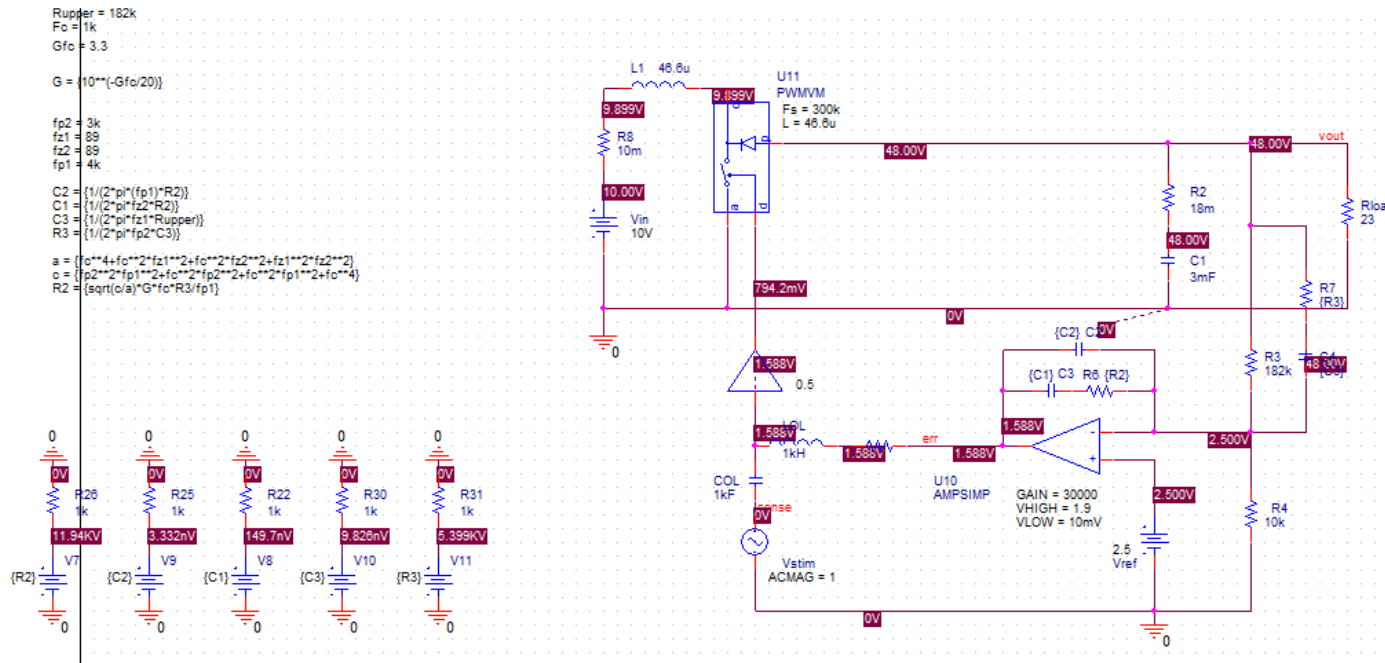 Rupper = 182k
Fc = 1k
Gfc = 3.3
G = {10**(-Gfc/20)}
fp2 = 3k
fz1 = 89
fz2 = 89
fp1 = 4k
C2 = {1/(2*pi*(fp1)*R2)}
C1 = {1/(2*pi*fz2*R2)}
C3 = {1/(2*pi*fz1*Rupper)}
R3 = {1/(2*pi*fp2*C3)}
a = {fc**4+fc**2*fz1**2+fc**2*fz2**2+fz1**2*fz2**2}
c = {fp2**2*fp1**2+fc**2*fp2**2+fc**2*fp1**2+fc**4}
R2 = {sqrt(c/a)*G*fc*R3/fp1}
L1 46.6u
9.899V
R8
10m
10.00V
Vin
10V
0
9.899V
U11
PWMVM
Fs = 300k
L = 46.6u
c
p
a
d
48.00V
48.00V
vout
R2
18m
48.00V
C1
3mF
Rloa
23
794.2mV
0V
0V
R7
{R3}
R3
182k
48.00V
{C2} C2
{C1} C3 R6 {R2}
1.588V
0.5
1.588V
LOL
1kH
1.588V
err
1.588V
1.588V
2.500V
COL
1kF
0V
Vstim
ACMAG = 1
U10
AMPSIMP
GAIN = 30000
VHIGH = 1.9
VLOW = 10mV
-
+
2.500V
2.5
Vref
R4
10k
0V
0
0 0 0 0 0
0V 0V 0V 0V 0V
R26 R25 R22 R30 R31
1k 1k 1k 1k 1k
11.94KV 3.332nV 149.7nV 9.826nV 5.399KV
V7 V9 V8 V10 V11
{R2} {C2} {C1} {C3} {R3}
0 0 0 0 0